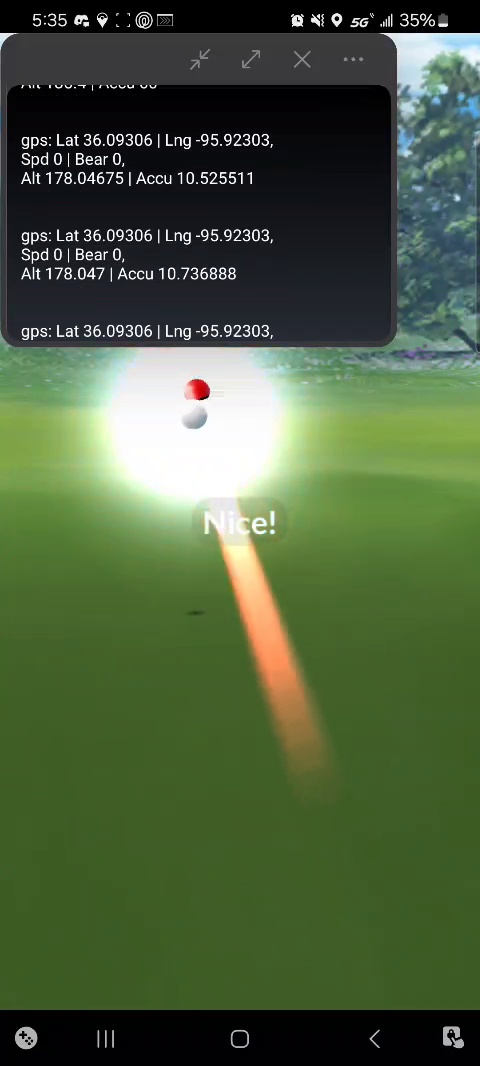 5:35
5G
35%
gps: Lat 36.09306 | Lng -95.92303,
Spd 0 | Bear 0,
Alt 178.04675 | Accu 10.525511
gps: Lat 36.09306 | Lng -95.92303,
Spd 0 | Bear 0,
Alt 178.047 | Accu 10.736888
gps: Lat 36.09306 | Lng -95.92303,
Nice!